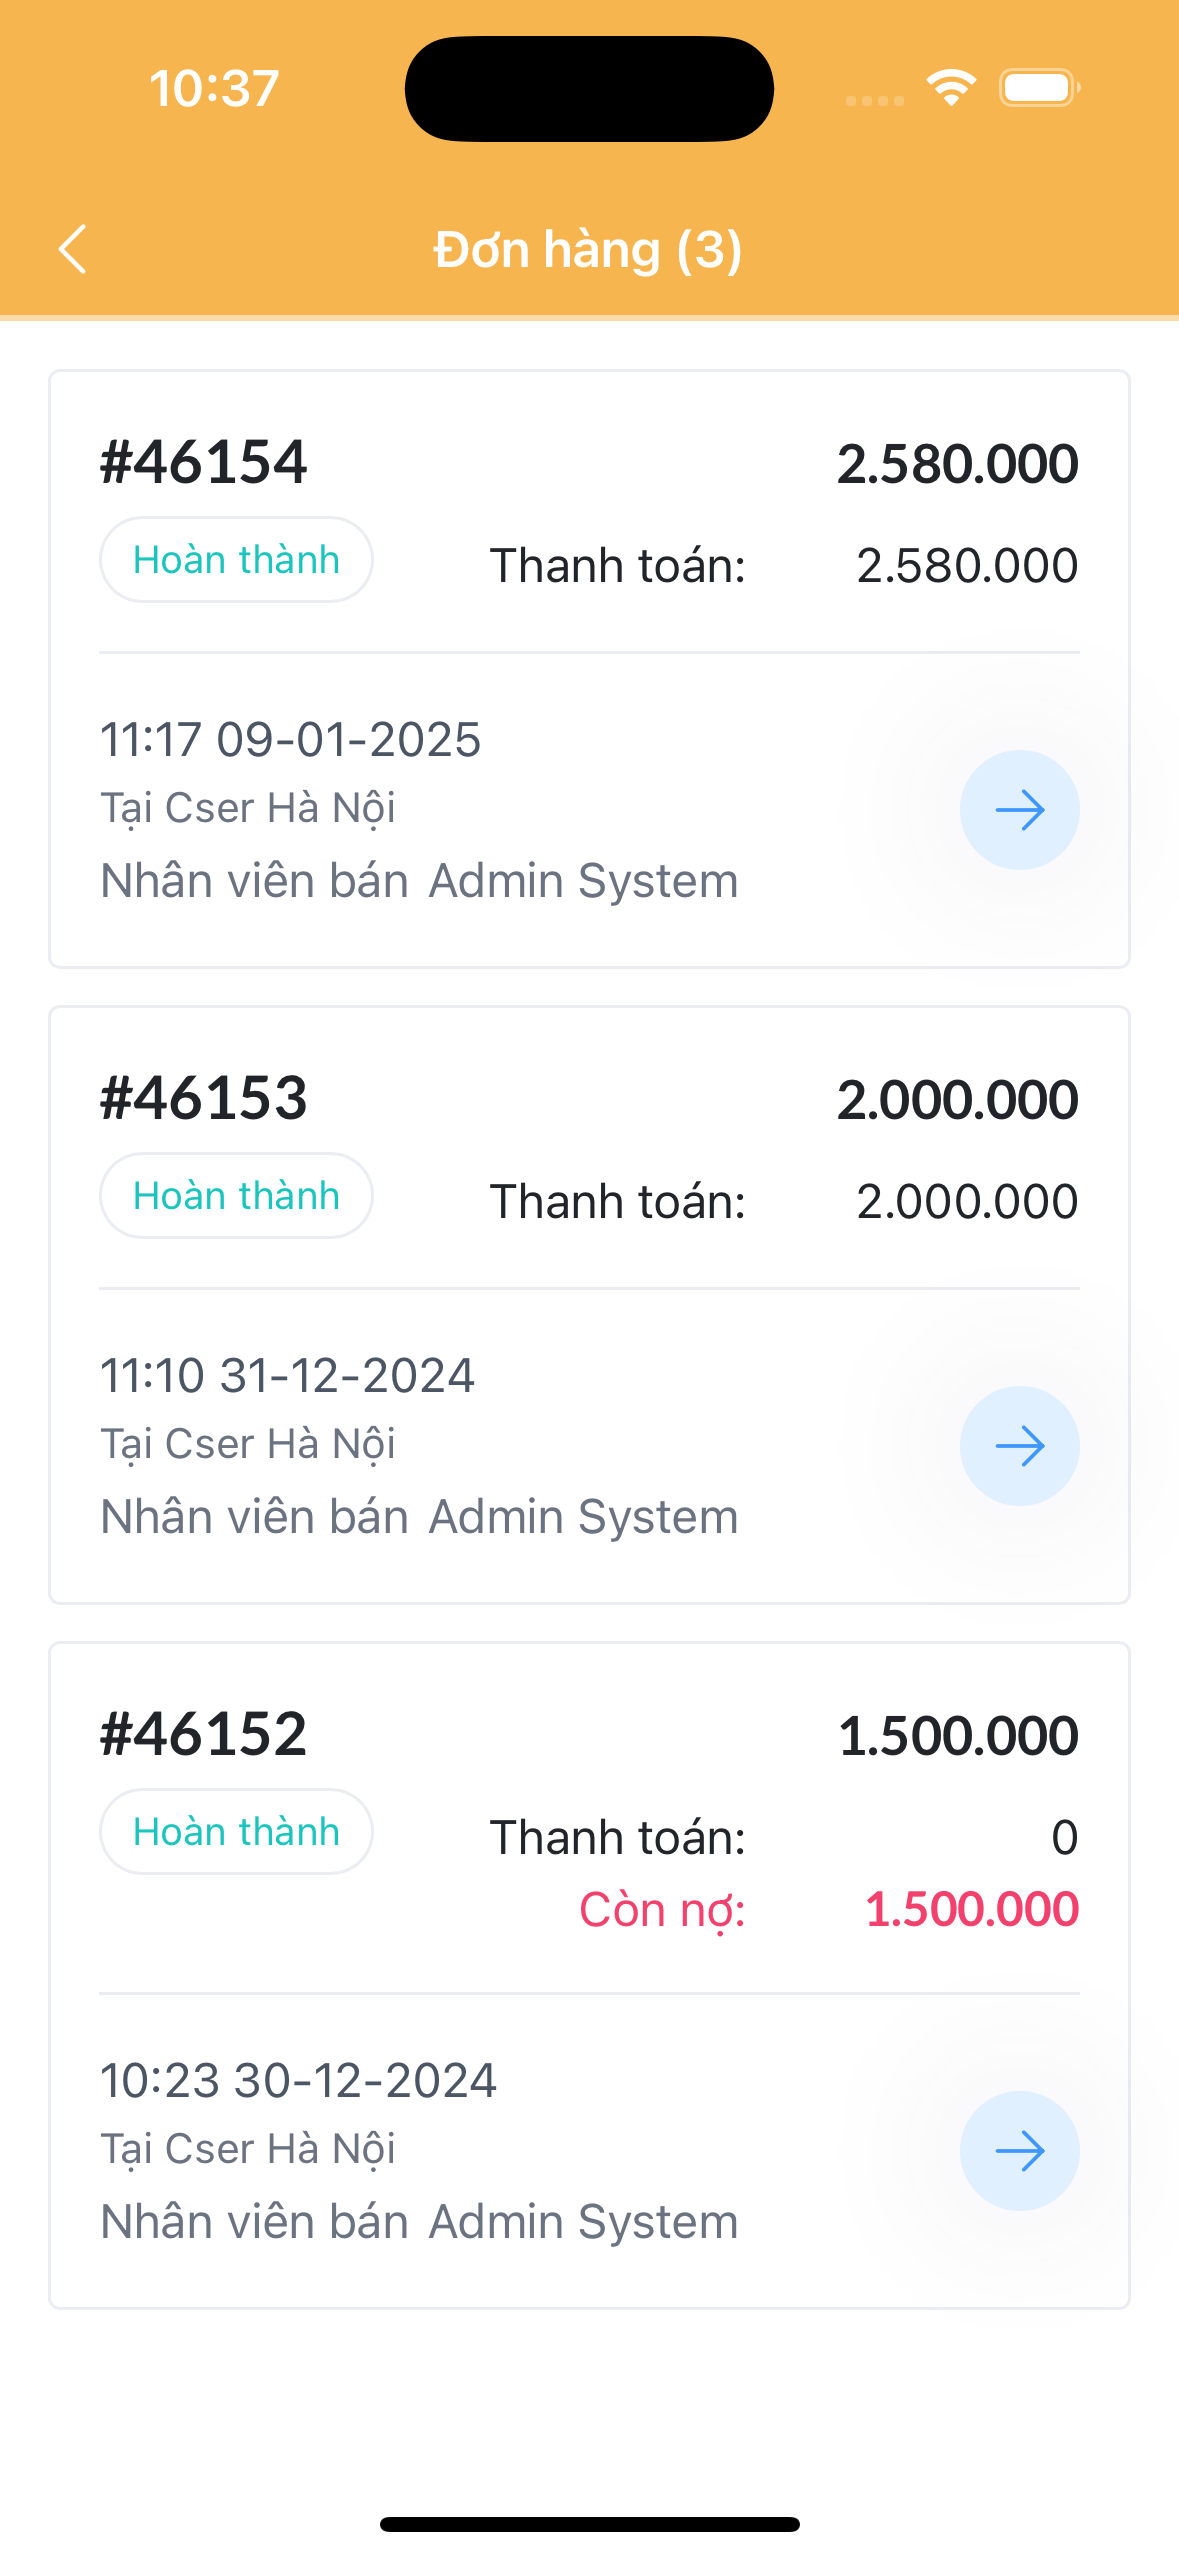 10:37
Đơn hàng (3)
#46154 2.580.000
Hoàn thành Thanh toán: 2.580.000
11:17 09-01-2025
Tại Cser Hà Nội
Nhân viên bán Admin System
#46153 2.000.000
Hoàn thành Thanh toán: 2.000.000
11:10 31-12-2024
Tại Cser Hà Nội
Nhân viên bán Admin System
#46152 1.500.000
Hoàn thành Thanh toán: 0
Còn nợ: 1.500.000
10:23 30-12-2024
Tại Cser Hà Nội
Nhân viên bán Admin System